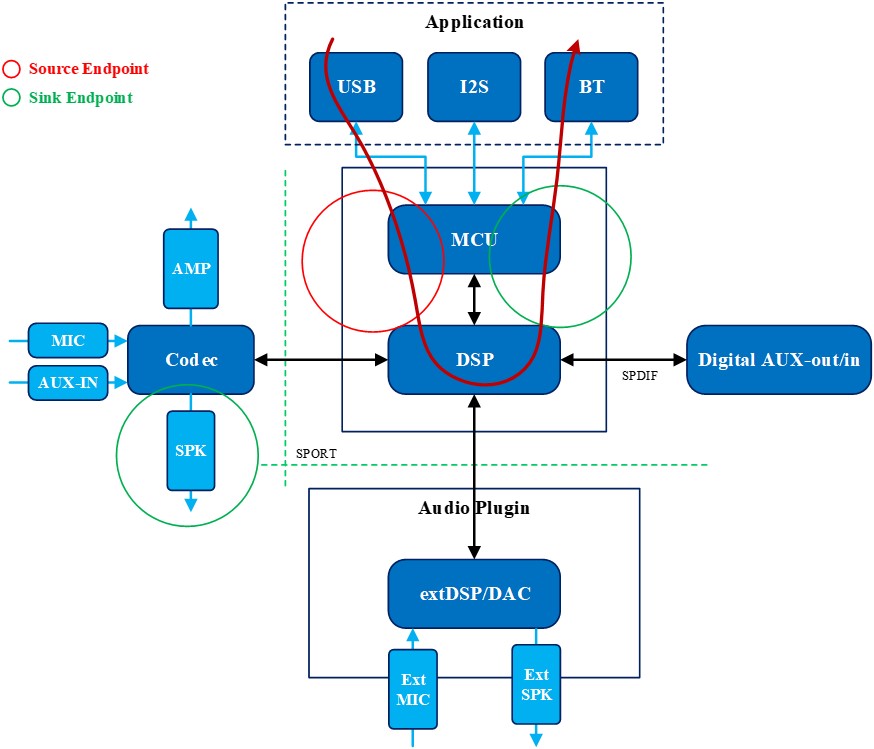 Application
Source Endpoint
Sink Endpoint
USB
I2S
BT
MCU
AMP
MIC
AUX-IN
Codec
DSP
SPDIF
Digital AUX-out/in
SPK
SPORT
Audio Plugin
extDSP/DAC
Ext
MIC
Ext
SPK